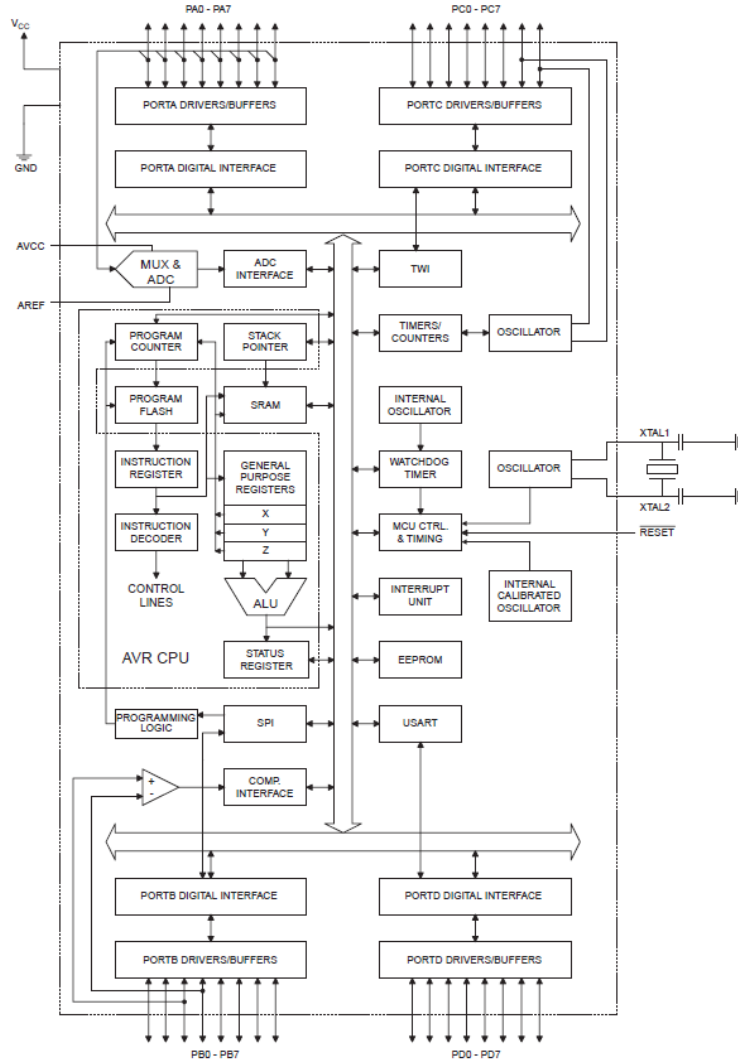 PA0 - PA7
PC0 - PC7
VCC
PORTA DRIVERS/BUFFERS
PORTC DRIVERS/BUFFERS
GND
PORTA DIGITAL INTERFACE
PORTC DIGITAL INTERFACE
AVCC
MUX &
ADC
ADC
INTERFACE
TWI
AREF
PROGRAM
COUNTER
STACK
POINTER
TIMERS/
COUNTERS
OSCILLATOR
PROGRAM
FLASH
SRAM
INTERNAL
OSCILLATOR
XTAL1
INSTRUCTION
REGISTER
GENERAL
PURPOSE
REGISTERS
WATCHDOG
TIMER
OSCILLATOR
XTAL2
X
INSTRUCTION
DECODER
Y
MCU CTRL.
& TIMING
RESET
Z
CONTROL
LINES
ALU
INTERRUPT
UNIT
INTERNAL
CALIBRATED
OSCILLATOR
AVR CPU
STATUS
REGISTER
EEPROM
PROGRAMMING
LOGIC
SPI
USART
+
-
COMP.
INTERFACE
PORTB DIGITAL INTERFACE
PORTD DIGITAL INTERFACE
PORTB DRIVERS/BUFFERS
PORTD DRIVERS/BUFFERS
PB0 - PB7
PD0 - PD7